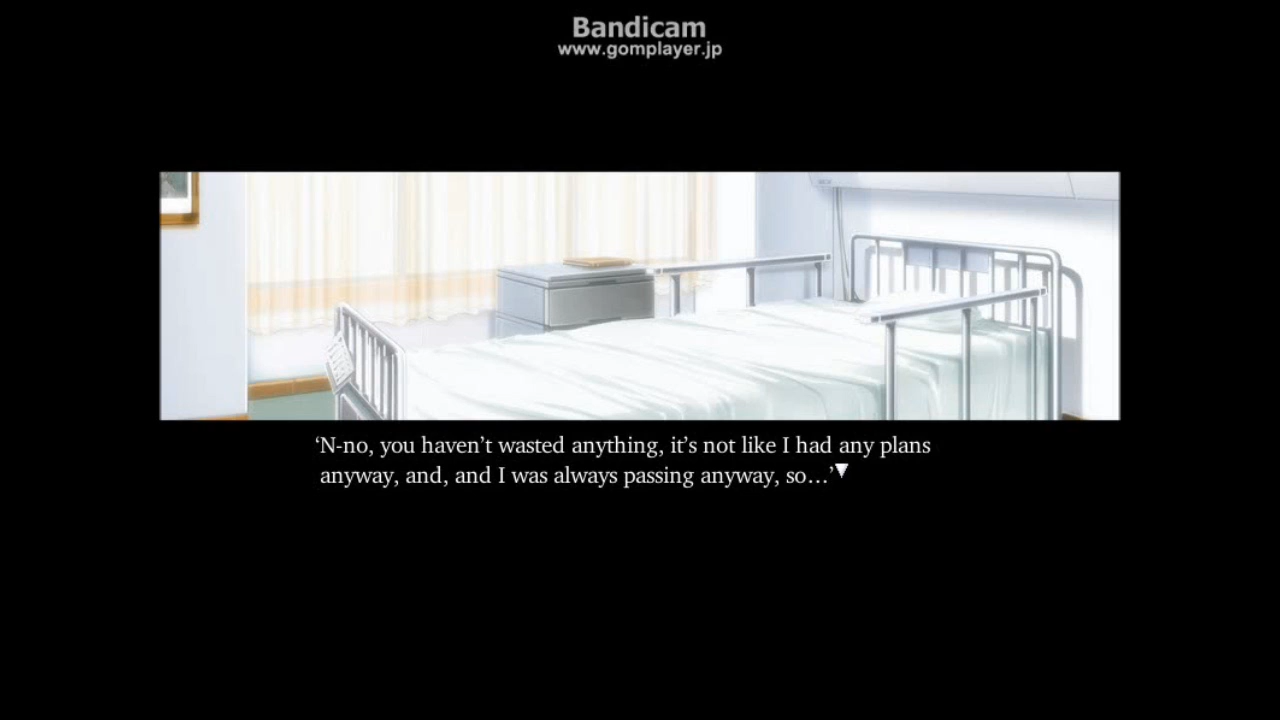 Bandicam
www.gomplayer.jp
‘N-no, you haven’t wasted anything, it’s not like I had any plans
anyway, and, and I was always passing anyway, so…’